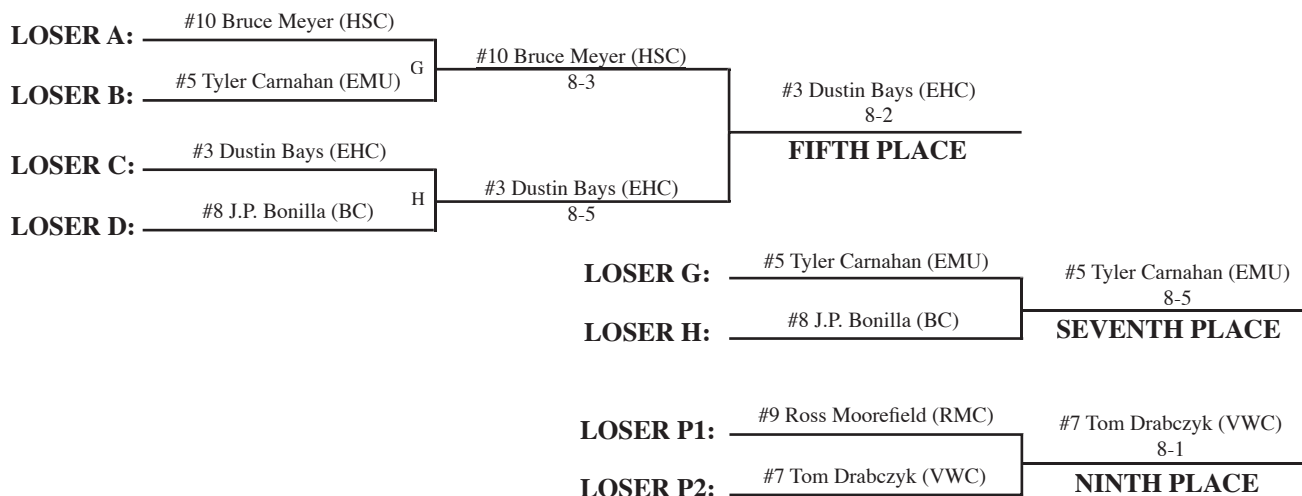 LOSER A: #10 Bruce Meyer (HSC)
G
#10 Bruce Meyer (HSC)
8-3
LOSER B: #5 Tyler Carnahan (EMU)
#3 Dustin Bays (EHC)
8-2
FIFTH PLACE
LOSER C: #3 Dustin Bays (EHC)
H
#3 Dustin Bays (EHC)
8-5
LOSER D: #8 J.P. Bonilla (BC)
LOSER G: #5 Tyler Carnahan (EMU)
#5 Tyler Carnahan (EMU)
8-5
SEVENTH PLACE
LOSER H: #8 J.P. Bonilla (BC)
LOSER P1: #9 Ross Moorefield (RMC)
#7 Tom Drabczyk (VWC)
8-1
NINTH PLACE
LOSER P2: #7 Tom Drabczyk (VWC)